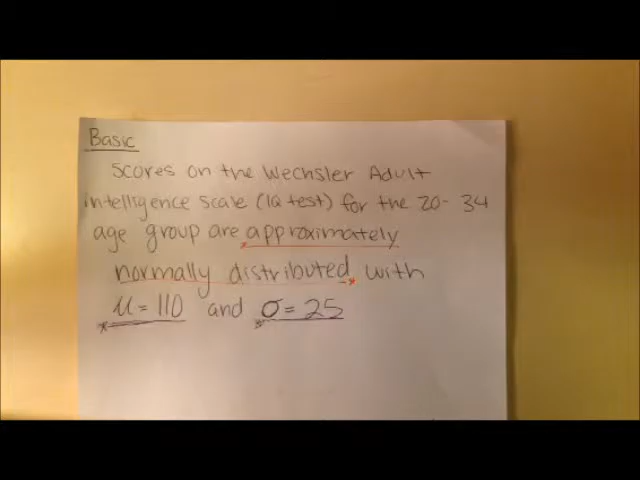 Basic
Scores on the Wechsler Adult
intelligence scale (IQ test) for the 20-34
age group are approximately
normally distributed with
μ = 110 and σ = 25